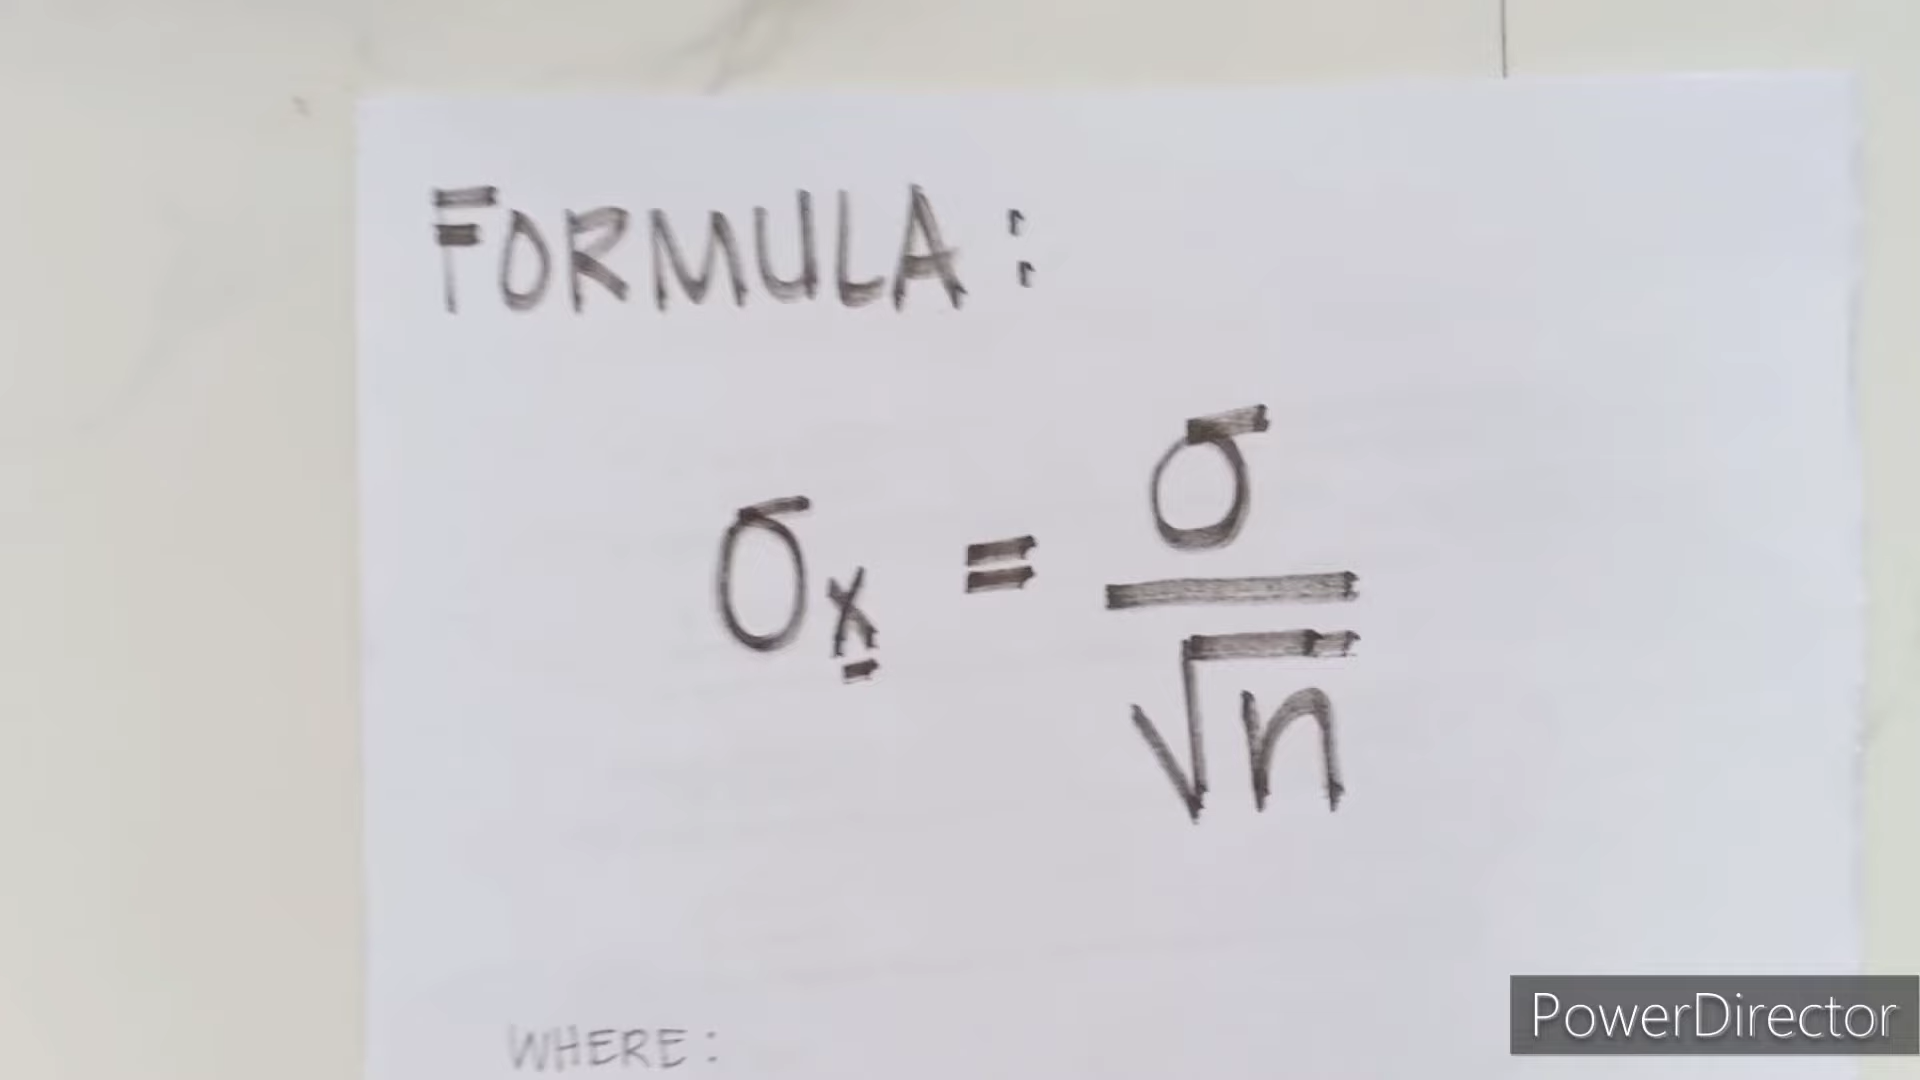 FORMULA:
σx̲ = σ / √n
WHERE:
PowerDirector